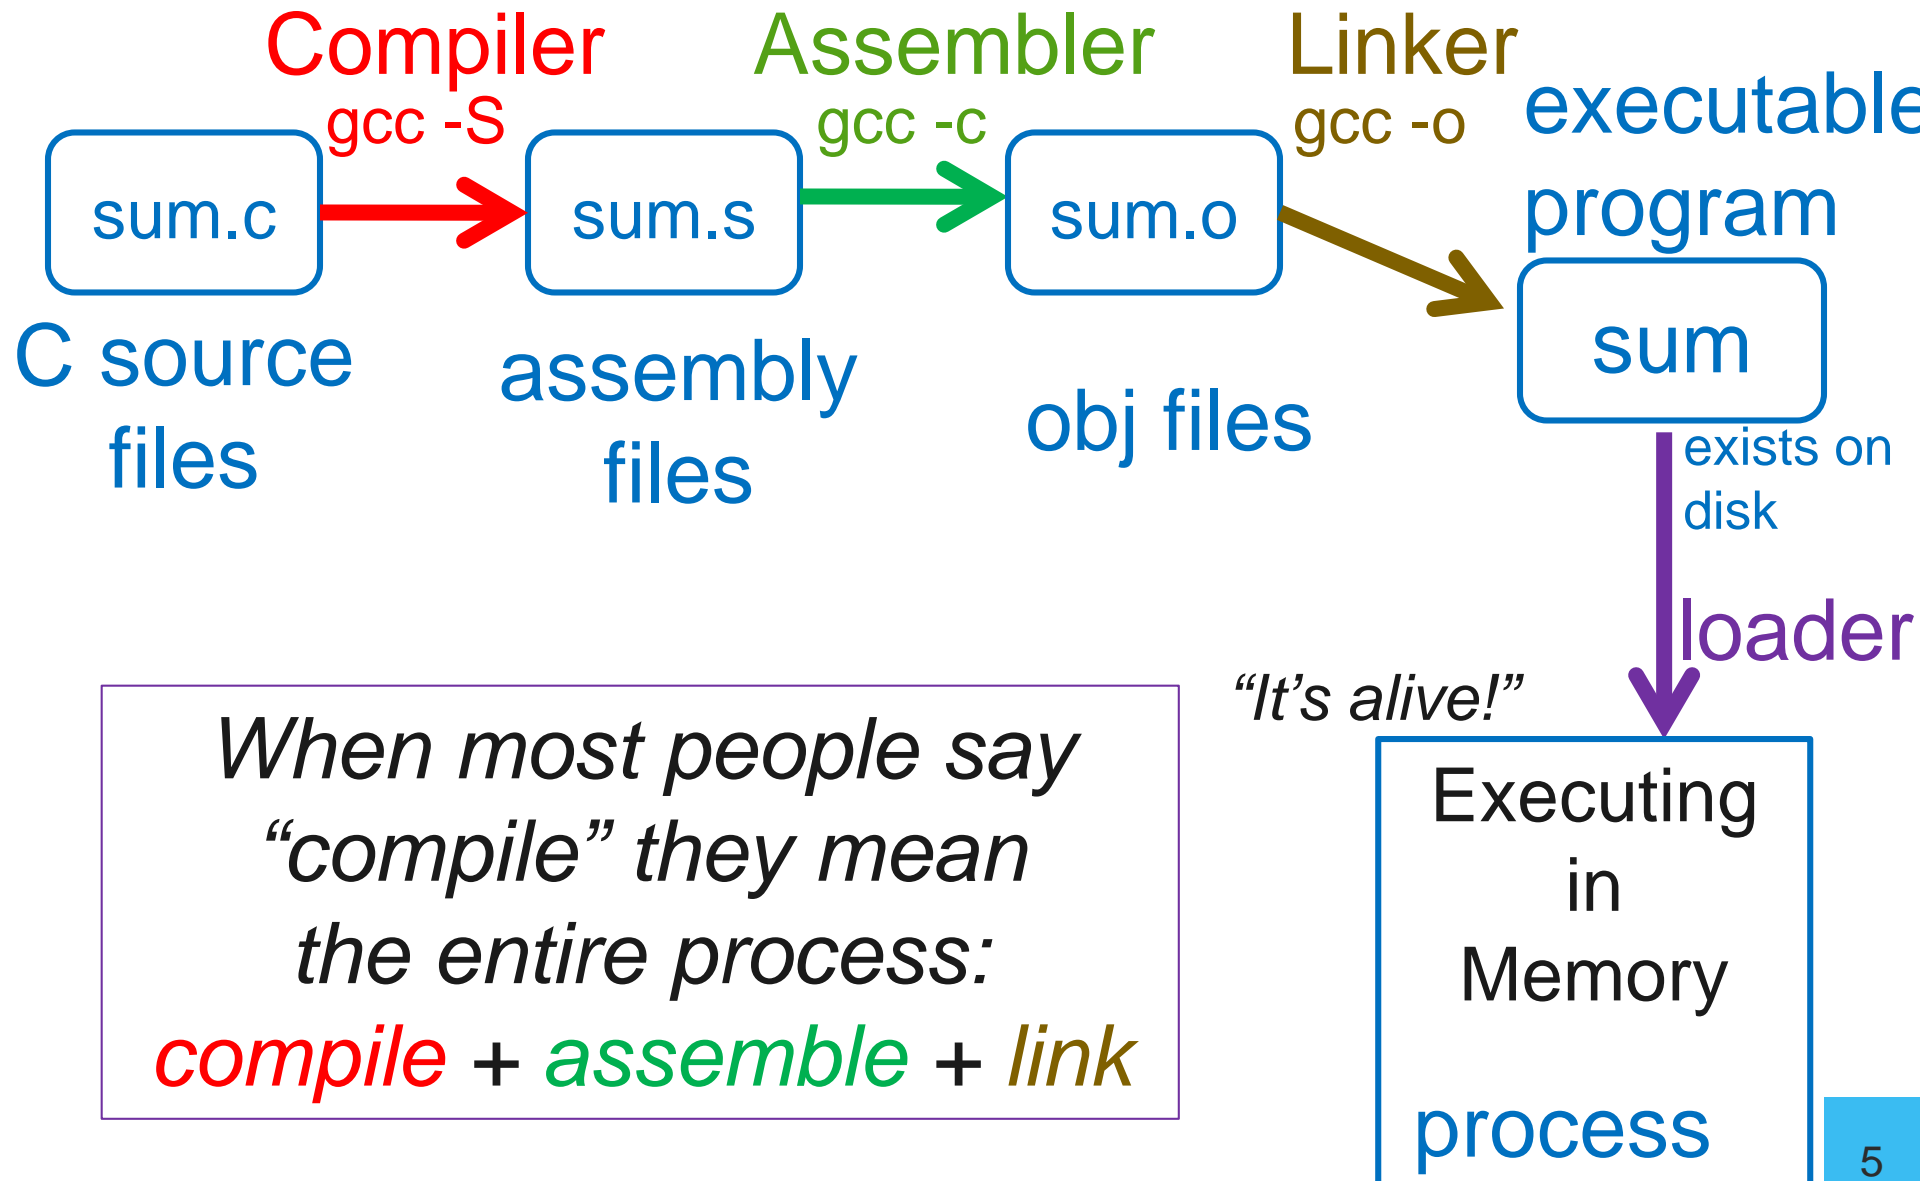 Compiler
gcc -S
Assembler
gcc -c
Linker
gcc -o
executable
program
sum.c
sum.s
sum.o
sum
C source
files
assembly
files
obj files
exists on
disk
loader
“It’s alive!”
When most people say
“compile” they mean
the entire process:
compile + assemble + link
Executing
in
Memory
process
5